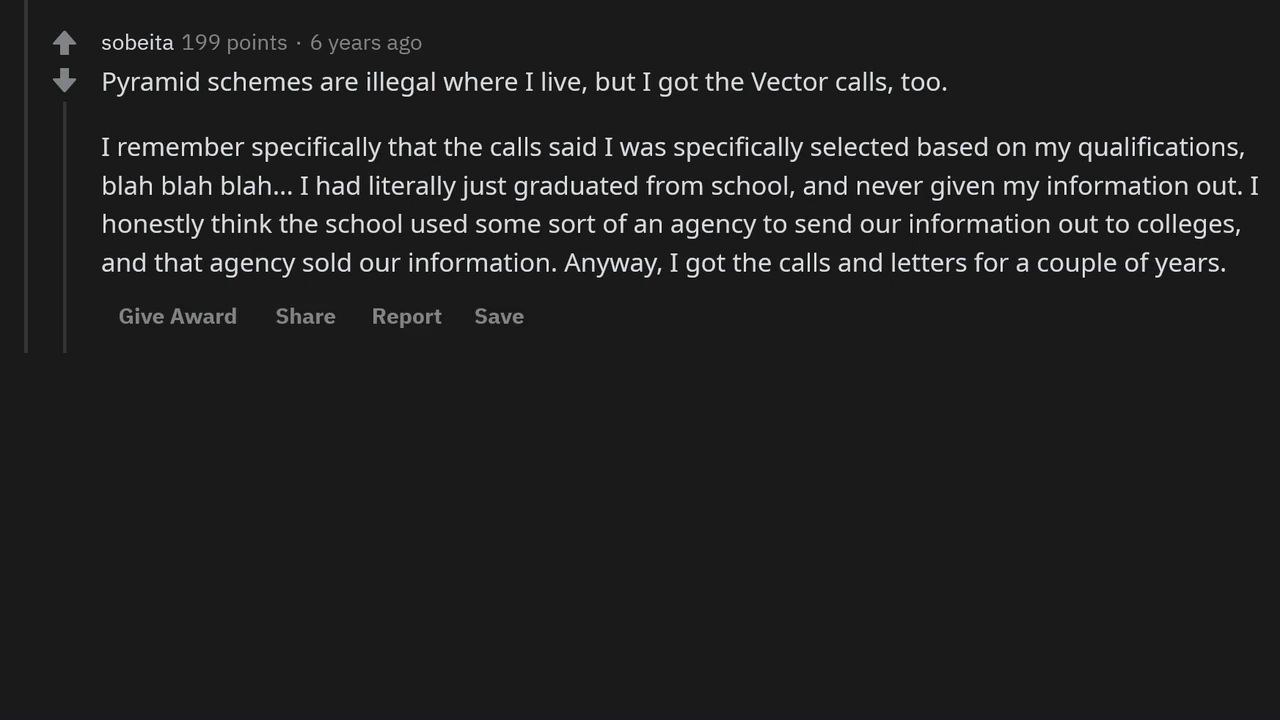 sobeita 199 points · 6 years ago
Pyramid schemes are illegal where I live, but I got the Vector calls, too.
I remember specifically that the calls said I was specifically selected based on my qualifications,
blah blah blah... I had literally just graduated from school, and never given my information out. I
honestly think the school used some sort of an agency to send our information out to colleges,
and that agency sold our information. Anyway, I got the calls and letters for a couple of years.
Give Award Share Report Save